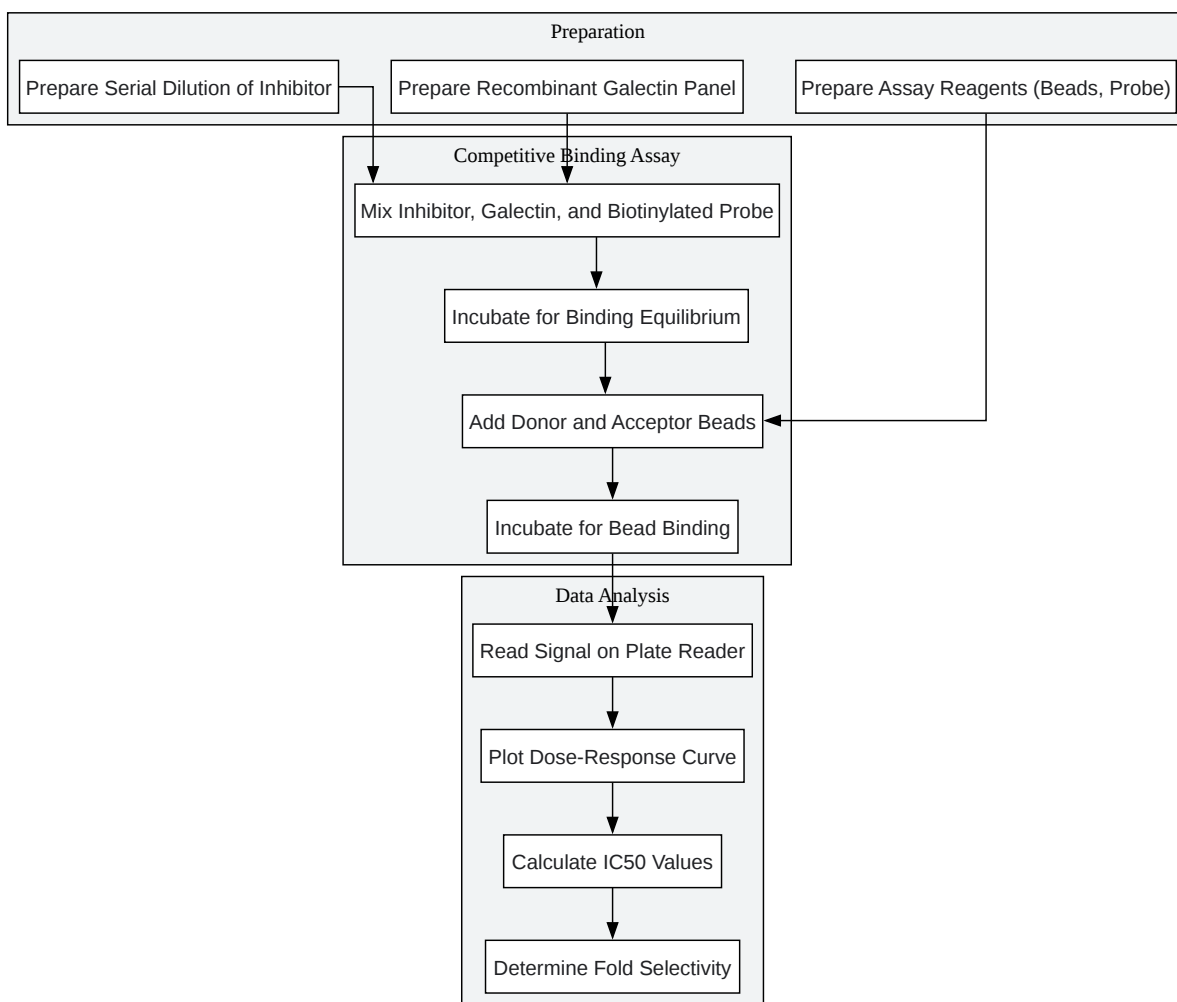 Preparation
Prepare Serial Dilution of Inhibitor
Prepare Recombinant Galectin Panel
Prepare Assay Reagents (Beads, Probe)
Competitive Binding Assay
Mix Inhibitor, Galectin, and Biotinylated Probe
Incubate for Binding Equilibrium
Add Donor and Acceptor Beads
Incubate for Bead Binding
Data Analysis
Read Signal on Plate Reader
Plot Dose-Response Curve
Calculate IC50 Values
Determine Fold Selectivity